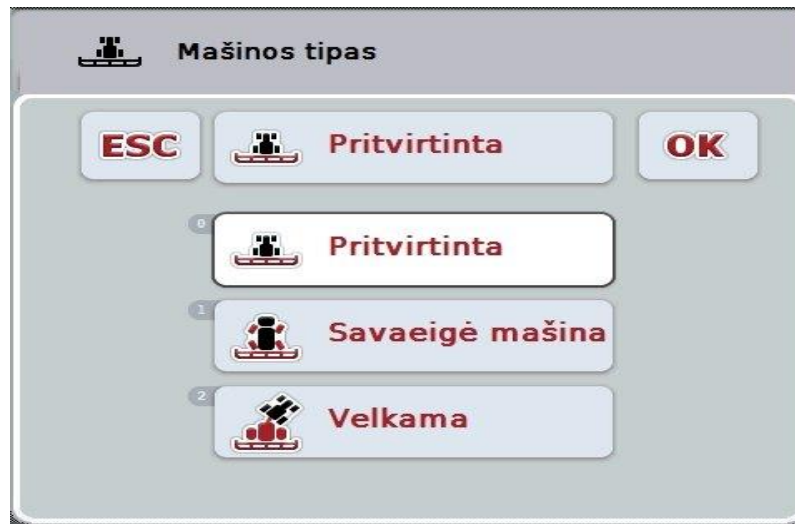 Mašinos tipas
ESC Pritvirtinta OK
0 Pritvirtinta
1 Savaeigė mašina
2 Velkama